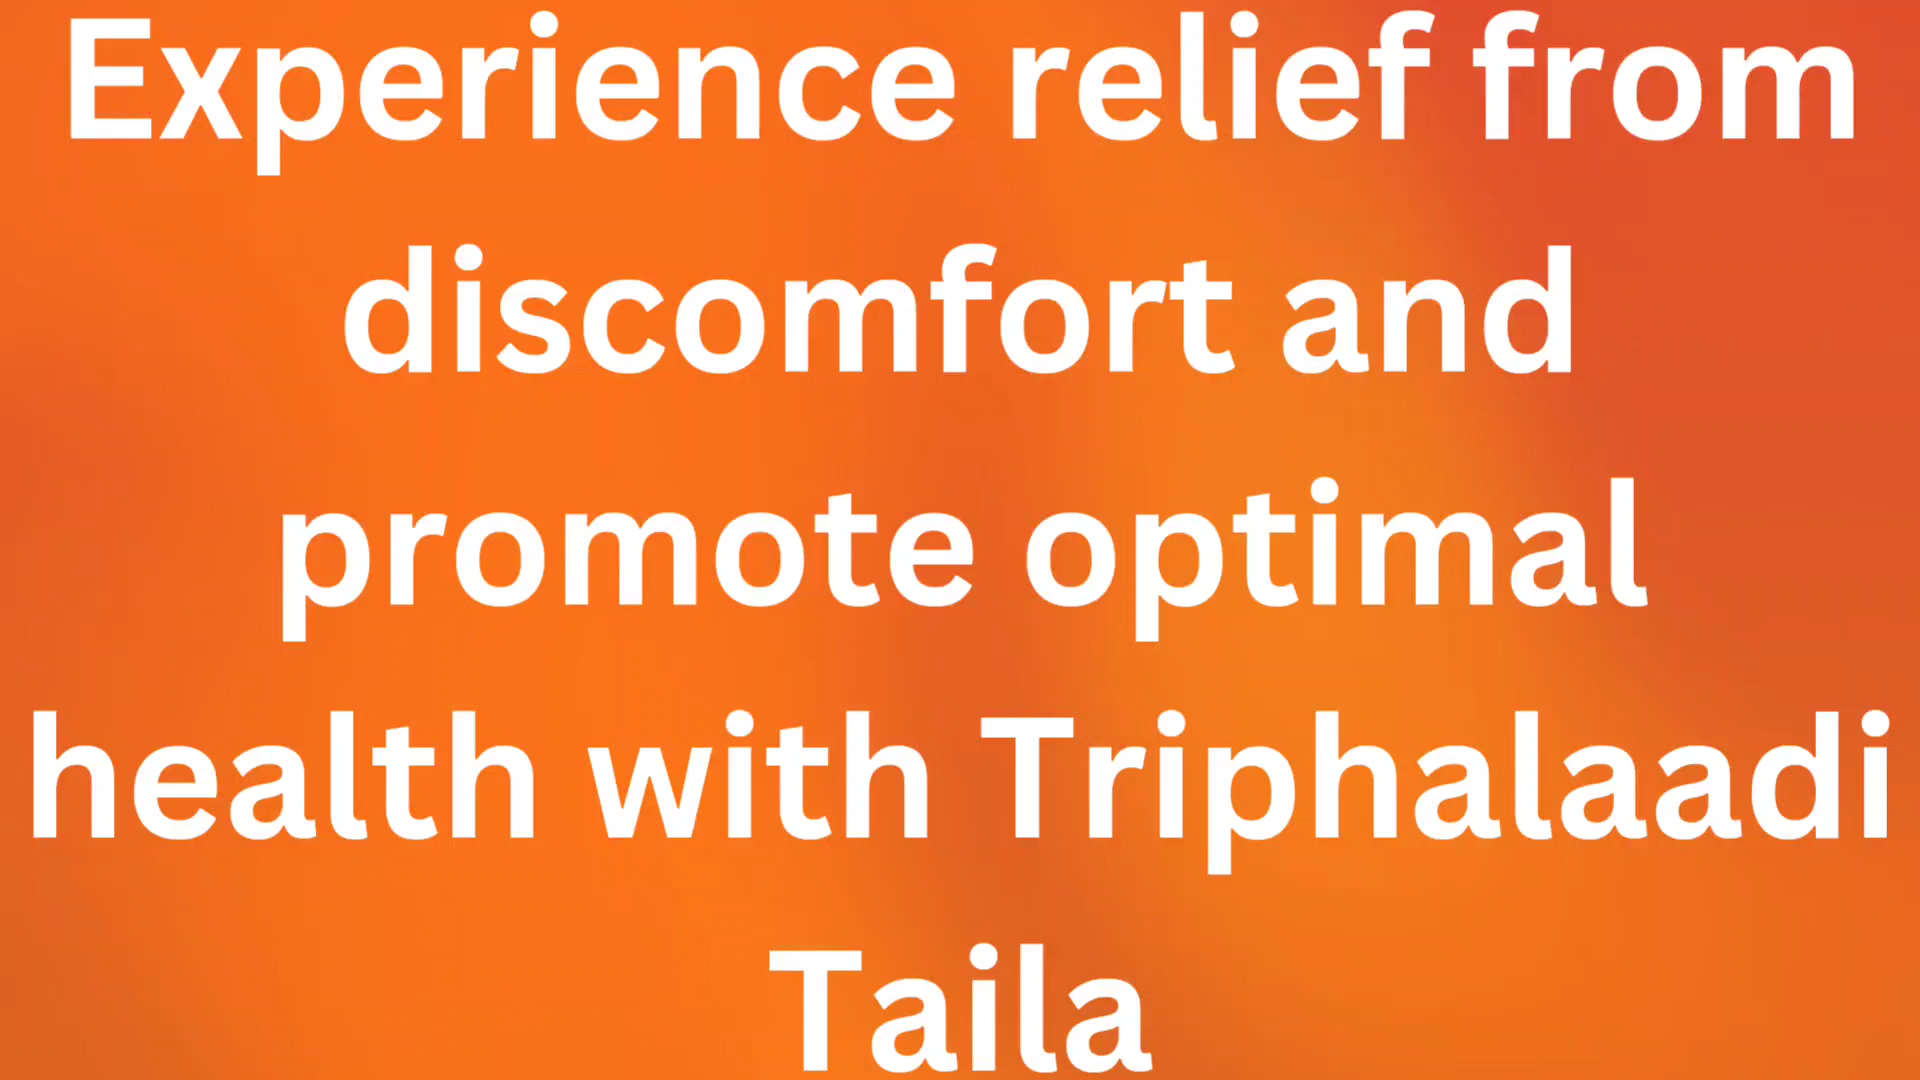 Experience relief from
discomfort and
promote optimal
health with Triphalaadi
Taila